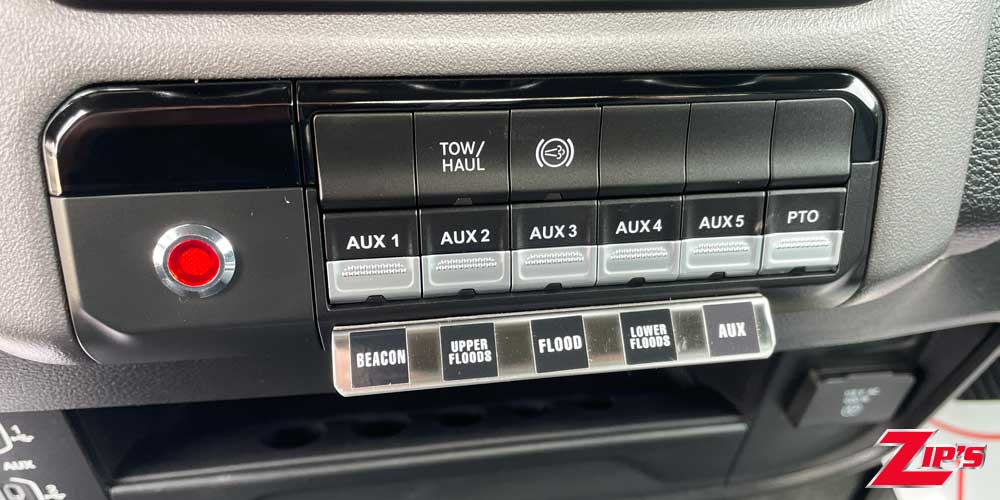 TOW/
HAUL
AUX 1 AUX 2 AUX 3 AUX 4 AUX 5 PTO
BEACON UPPER FLOODS FLOOD LOWER FLOODS AUX
AUX
ZIP'S